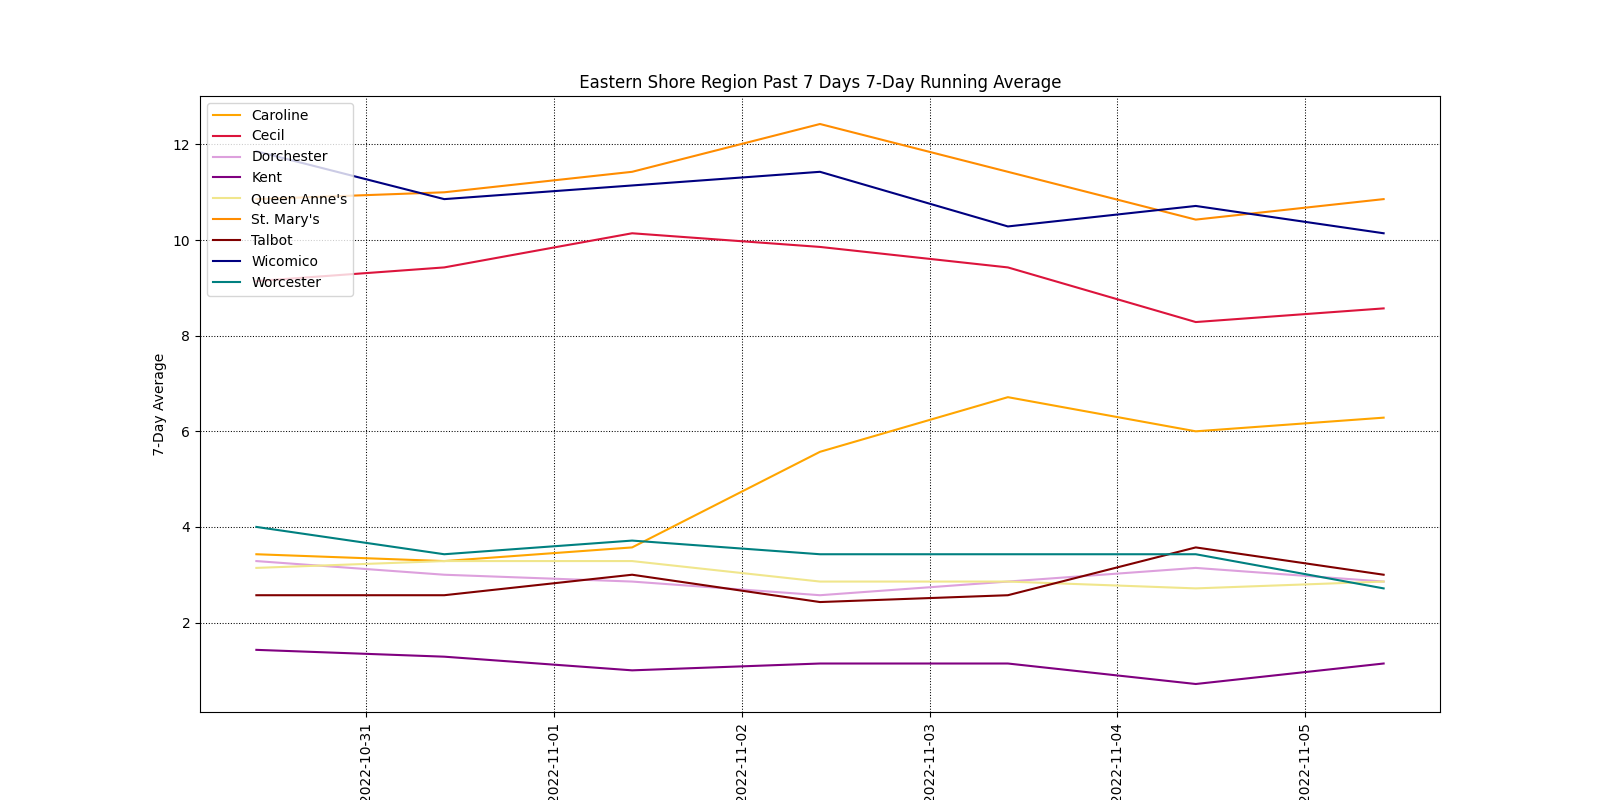 Eastern Shore Region Past 7 Days 7-Day Running Average
Caroline
Cecil
Dorchester
Kent
Queen Anne's
St. Mary's
Talbot
Wicomico
Worcester
12
10
8
6
4
2
7-Day Average
2022-10-31
2022-11-01
2022-11-02
2022-11-03
2022-11-04
2022-11-05